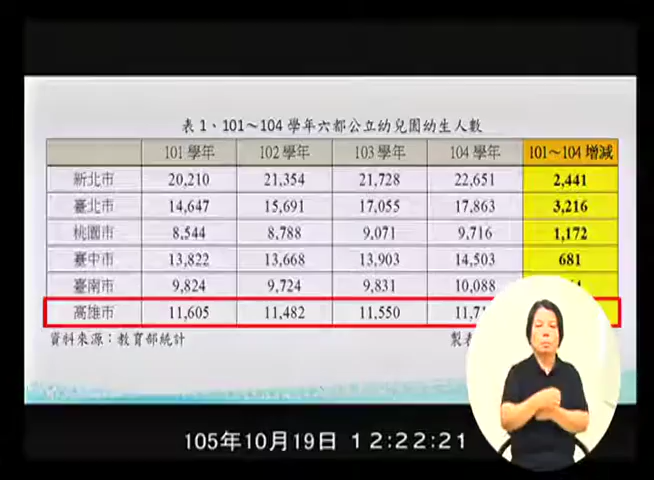 表 1、101～104 學年六都公立幼兒園幼生人數
101 學年 102 學年 103 學年 104 學年 101～104 增減
新北市 20,210 21,354 21,728 22,651 2,441
臺北市 14,647 15,691 17,055 17,863 3,216
桃園市 8,544 8,788 9,071 9,716 1,172
臺中市 13,822 13,668 13,903 14,503 681
臺南市 9,824 9,724 9,831 10,088
高雄市 11,605 11,482 11,550
資料來源：教育部統計 製表
105年10月19日 12:22:21